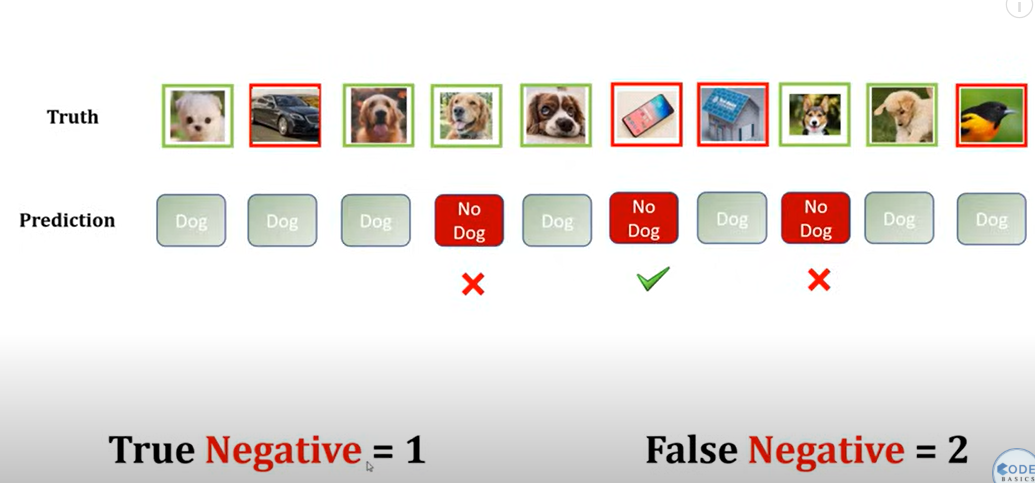 Truth
Prediction
Dog
Dog
Dog
No
Dog
Dog
No
Dog
Dog
No
Dog
Dog
Dog
True Negative = 1
False Negative = 2
CODE
BASICS